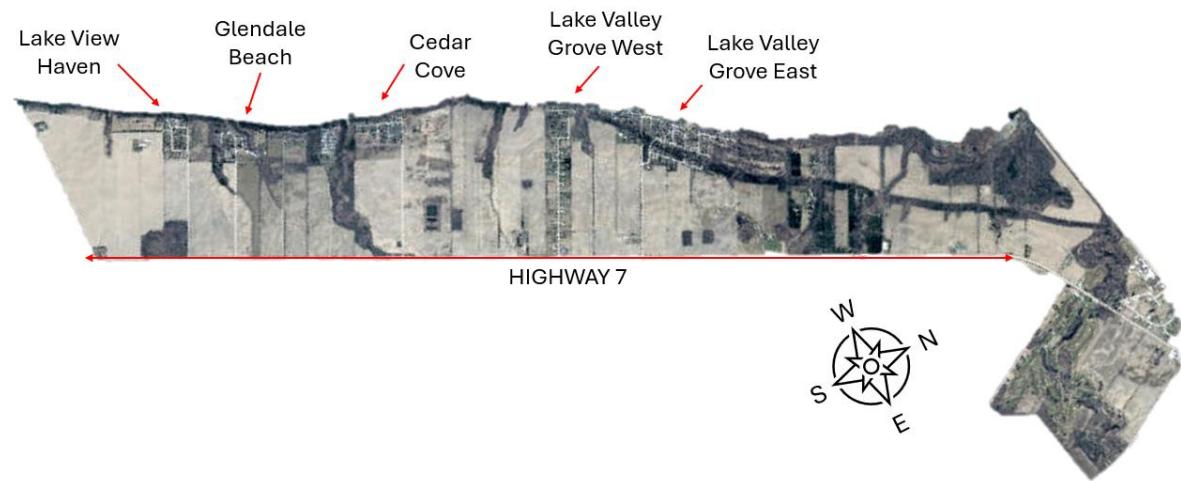 Lake View
Haven
Glendale
Beach
Cedar
Cove
Lake Valley
Grove West
Lake Valley
Grove East
HIGHWAY 7
W
N
S
E